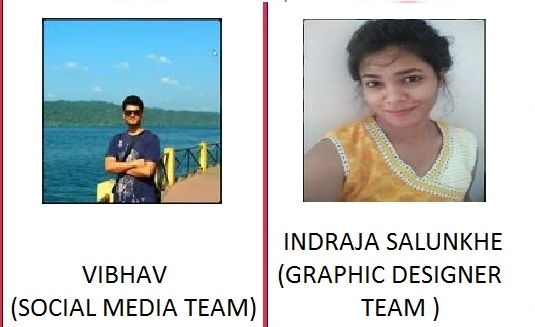 VIBHAV
(SOCIAL MEDIA TEAM)
INDRAJA SALUNKHE
(GRAPHIC DESIGNER
TEAM )